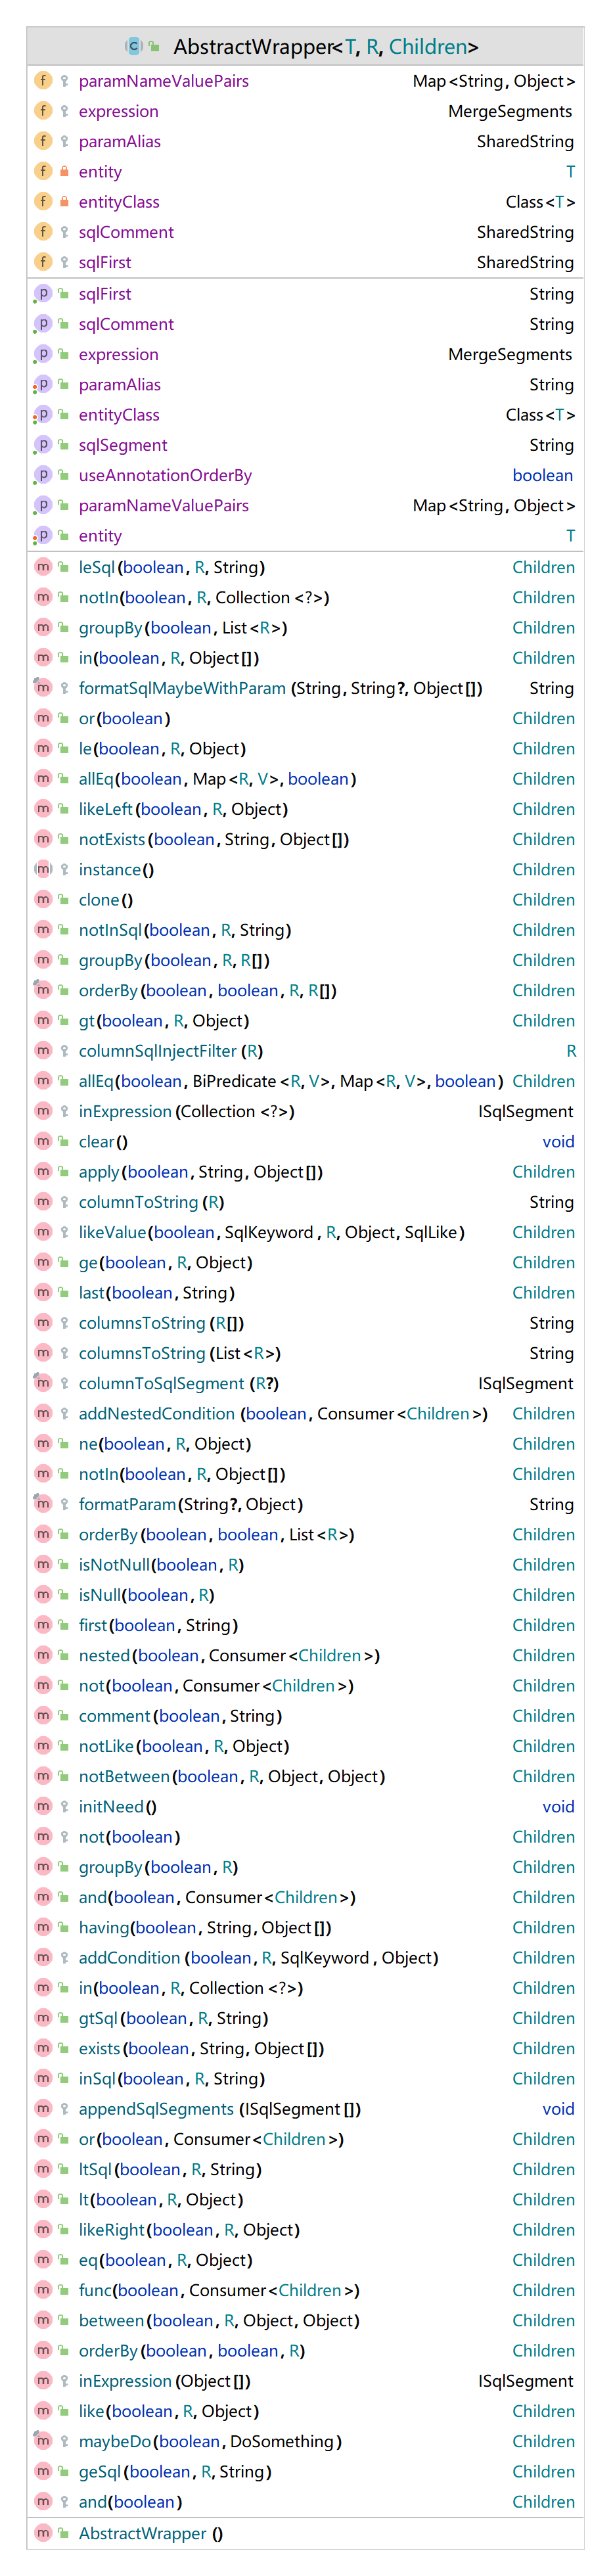 AbstractWrapper<T, R, Children>
paramNameValuePairs Map<String, Object>
expression MergeSegments
paramAlias SharedString
entity T
entityClass Class<T>
sqlComment SharedString
sqlFirst SharedString
sqlFirst String
sqlComment String
expression MergeSegments
paramAlias String
entityClass Class<T>
sqlSegment String
useAnnotationOrderBy boolean
paramNameValuePairs Map<String, Object>
entity T
leSql(boolean, R, String) Children
notIn(boolean, R, Collection<?>) Children
groupBy(boolean, List<R>) Children
in(boolean, R, Object[]) Children
formatSqlMaybeWithParam(String, String?, Object[]) String
or(boolean) Children
le(boolean, R, Object) Children
allEq(boolean, Map<R, V>, boolean) Children
likeLeft(boolean, R, Object) Children
notExists(boolean, String, Object[]) Children
instance() Children
clone() Children
notInSql(boolean, R, String) Children
groupBy(boolean, R, R[]) Children
orderBy(boolean, boolean, R, R[]) Children
gt(boolean, R, Object) Children
columnSqlInjectFilter(R) R
allEq(boolean, BiPredicate<R, V>, Map<R, V>, boolean) Children
inExpression(Collection<?>) ISqlSegment
clear() void
apply(boolean, String, Object[]) Children
columnToString(R) String
likeValue(boolean, SqlKeyword, R, Object, SqlLike) Children
ge(boolean, R, Object) Children
last(boolean, String) Children
columnsToString(R[]) String
columnsToString(List<R>) String
columnToSqlSegment(R?) ISqlSegment
addNestedCondition(boolean, Consumer<Children>) Children
ne(boolean, R, Object) Children
notIn(boolean, R, Object[]) Children
formatParam(String?, Object) String
orderBy(boolean, boolean, List<R>) Children
isNotNull(boolean, R) Children
isNull(boolean, R) Children
first(boolean, String) Children
nested(boolean, Consumer<Children>) Children
not(boolean, Consumer<Children>) Children
comment(boolean, String) Children
notLike(boolean, R, Object) Children
notBetween(boolean, R, Object, Object) Children
initNeed() void
not(boolean) Children
groupBy(boolean, R) Children
and(boolean, Consumer<Children>) Children
having(boolean, String, Object[]) Children
addCondition(boolean, R, SqlKeyword, Object) Children
in(boolean, R, Collection<?>) Children
gtSql(boolean, R, String) Children
exists(boolean, String, Object[]) Children
inSql(boolean, R, String) Children
appendSqlSegments(ISqlSegment[]) void
or(boolean, Consumer<Children>) Children
ltSql(boolean, R, String) Children
lt(boolean, R, Object) Children
likeRight(boolean, R, Object) Children
eq(boolean, R, Object) Children
func(boolean, Consumer<Children>) Children
between(boolean, R, Object, Object) Children
orderBy(boolean, boolean, R) Children
inExpression(Object[]) ISqlSegment
like(boolean, R, Object) Children
maybeDo(boolean, DoSomething) Children
geSql(boolean, R, String) Children
and(boolean) Children
AbstractWrapper()